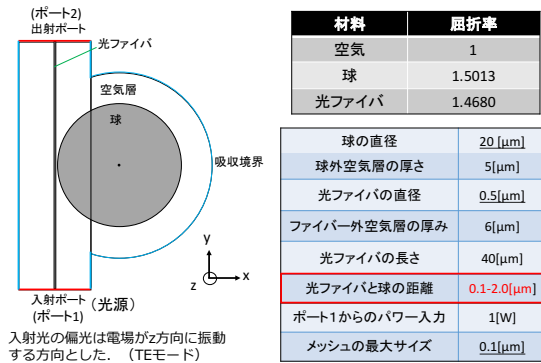 (ポート2)
出射ポート
光ファイバ
空気層
球
吸収境界
y
x
z
入射ポート (光源)
(ポート1)
入射光の偏光は電場がz方向に振動
する方向とした. (TEモード)
材料 屈折率
空気 1
球 1.5013
光ファイバ 1.4680
球の直径 20 [μm]
球外空気層の厚さ 5[μm]
光ファイバの直径 0.5[μm]
ファイバー外空気層の厚み 6[μm]
光ファイバの長さ 40[μm]
光ファイバと球の距離 0.1-2.0[μm]
ポート1からのパワー入力 1[W]
メッシュの最大サイズ 0.1[μm]